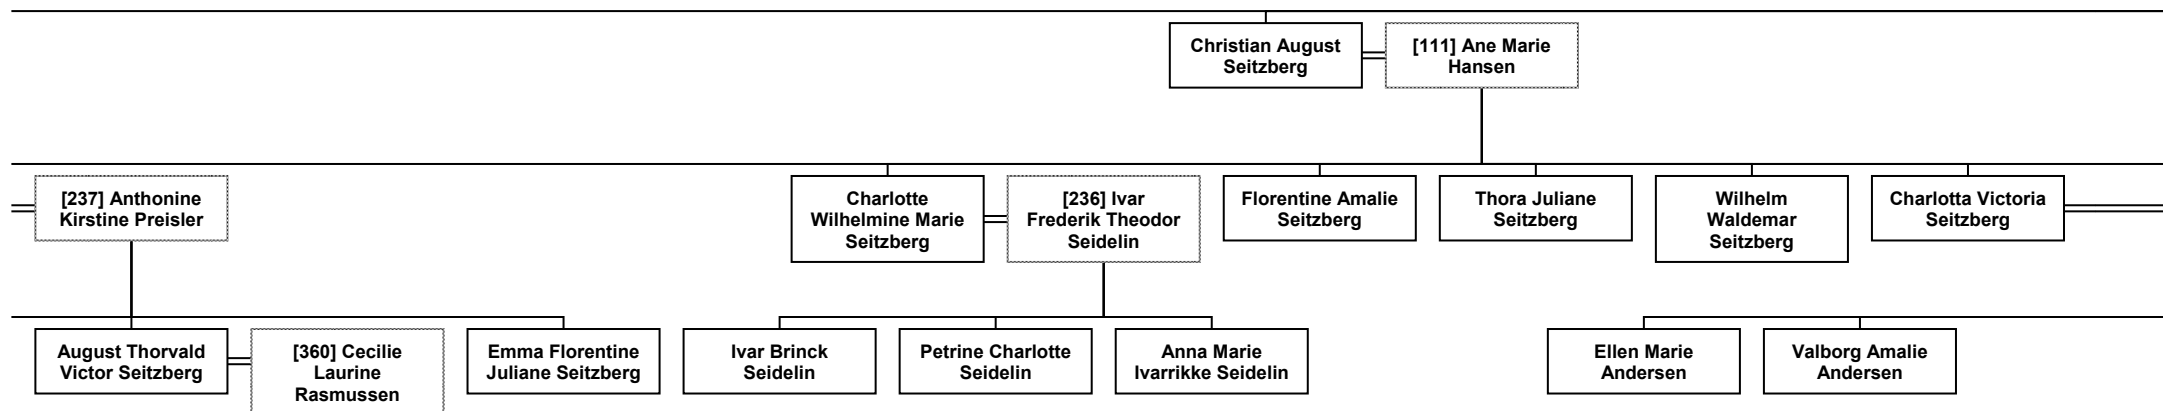 Christian August
Seitzberg
[111] Ane Marie
Hansen
[237] Anthonine
Kirstine Preisler
Charlotte
Wilhelmine Marie
Seitzberg
[236] Ivar
Frederik Theodor
Seidelin
Florentine Amalie
Seitzberg
Thora Juliane
Seitzberg
Wilhelm
Waldemar
Seitzberg
Charlotta Victoria
Seitzberg
August Thorvald
Victor Seitzberg
[360] Cecilie
Laurine
Rasmussen
Emma Florentine
Juliane Seitzberg
Ivar Brinck
Seidelin
Petrine Charlotte
Seidelin
Anna Marie
Ivarrikke Seidelin
Ellen Marie
Andersen
Valborg Amalie
Andersen